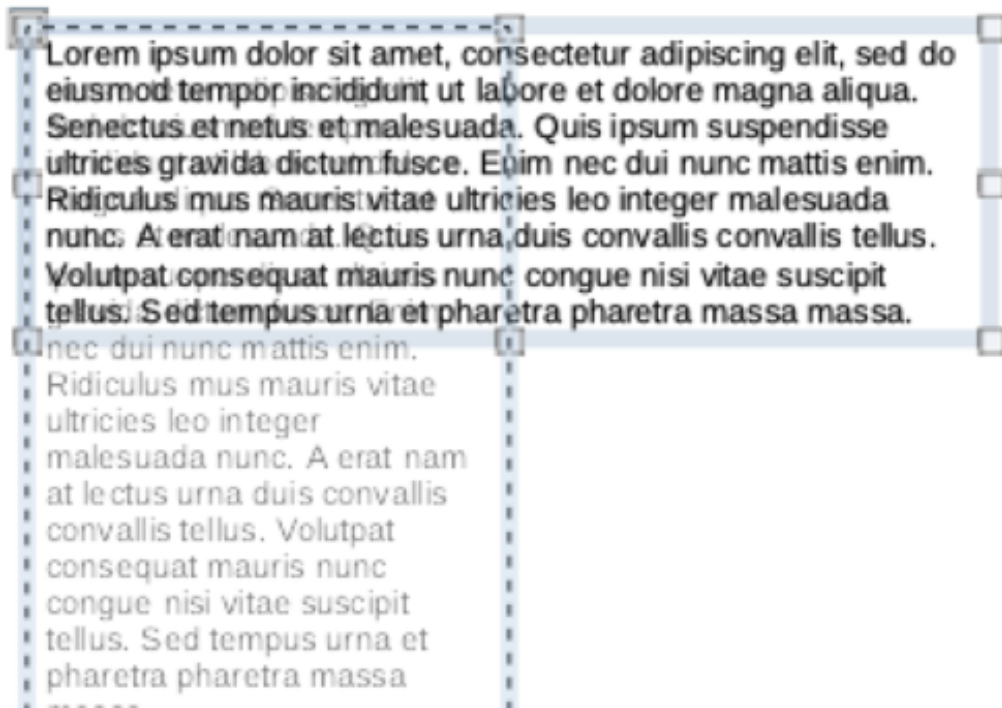 Lorem ipsum dolor sit amet, consectetur adipiscing elit, sed do
eiusmod tempor incididunt ut labore et dolore magna aliqua.
Senectus et netus et malesuada. Quis ipsum suspendisse
ultrices gravida dictum fusce. Enim nec dui nunc mattis enim.
Ridiculus mus mauris vitae ultricies leo integer malesuada
nunc. A erat nam at lectus urna duis convallis convallis tellus.
Volutpat consequat mauris nunc congue nisi vitae suscipit
tellus. Sed tempus urna et pharetra pharetra massa massa.
nec dui nunc mattis enim.
Ridiculus mus mauris vitae
ultricies leo integer
malesuada nunc. A erat nam
at lectus urna duis convallis
convallis tellus. Volutpat
consequat mauris nunc
congue nisi vitae suscipit
tellus. Sed tempus urna et
pharetra pharetra massa